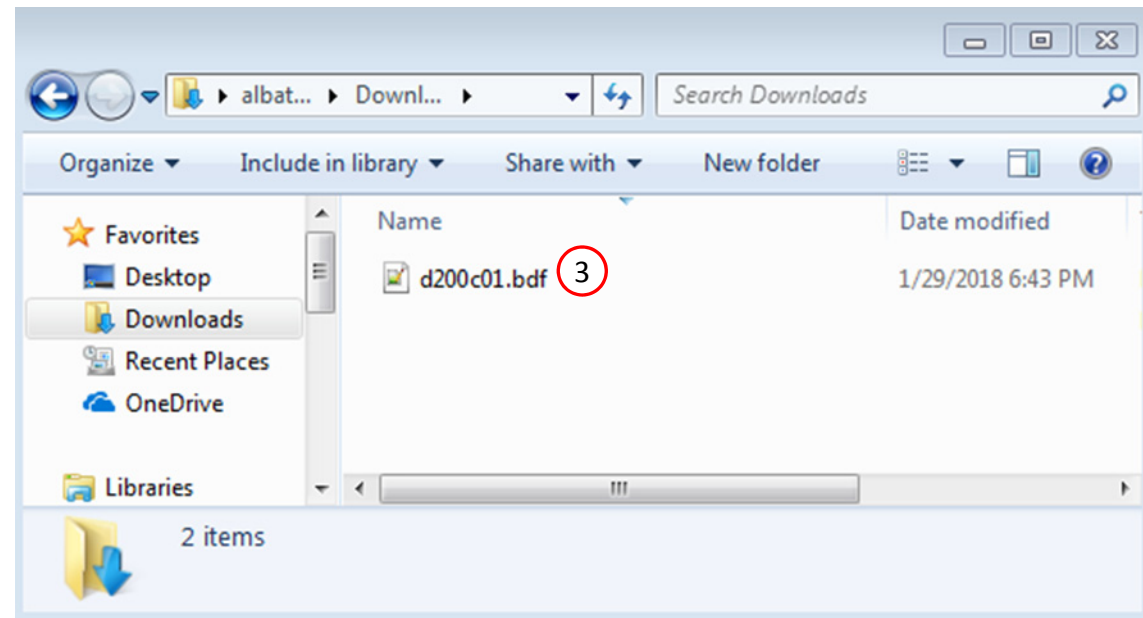 albat... Downl... Search Downloads
Organize Include in library Share with New folder
Name Date modified
Favorites
d200c01.bdf 3 1/29/2018 6:43 PM
Desktop
Downloads
Recent Places
OneDrive
Libraries
2 items